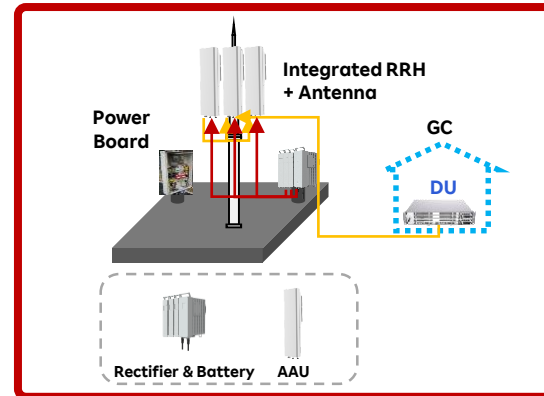 Integrated RRH
+ Antenna
Power
Board
GC
DU
Rectifier & Battery
AAU